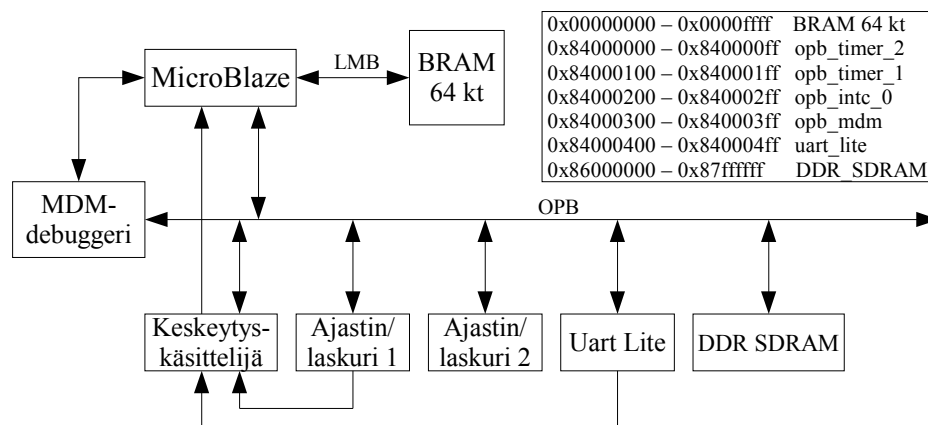 MicroBlaze
LMB
BRAM
64 kt
0x00000000 – 0x0000ffff BRAM 64 kt
0x84000000 – 0x840000ff opb_timer_2
0x84000100 – 0x840001ff opb_timer_1
0x84000200 – 0x840002ff opb_intc_0
0x84000300 – 0x840003ff opb_mdm
0x84000400 – 0x840004ff uart_lite
0x86000000 – 0x87ffffff DDR_SDRAM
MDM-
debuggeri
OPB
Keskeytys-
käsittelijä
Ajastin/
laskuri 1
Ajastin/
laskuri 2
Uart Lite
DDR SDRAM